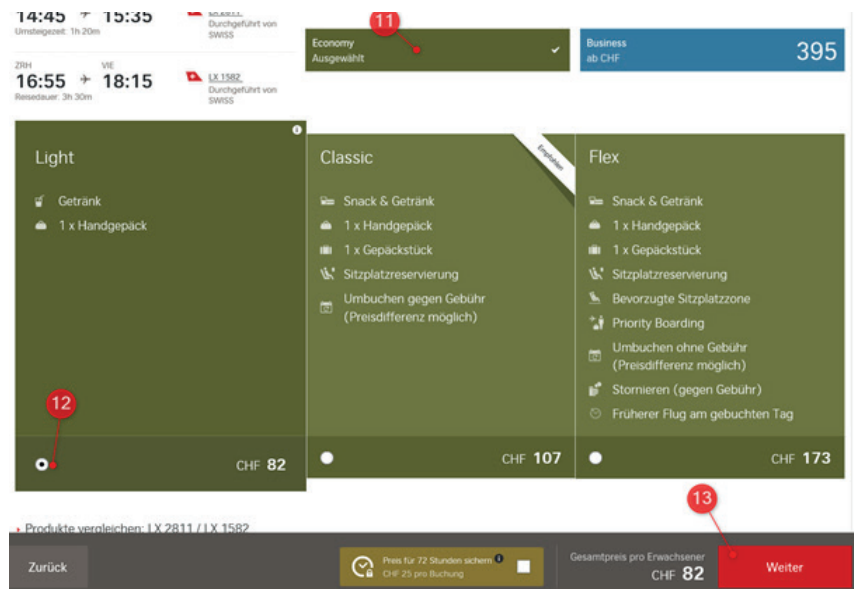 14:45 15:35
Umsteigezeit: 1h 20m
LX 2811
Durchgeführt von
SWISS
ZRH VIE
16:55 18:15
Reisedauer: 3h 30m
LX 1582
Durchgeführt von
SWISS
11
Economy
Ausgewählt
Business
ab CHF
395
Light
Getränk
1 x Handgepäck
12
CHF 82
Classic
Empfohlen
Snack & Getränk
1 x Handgepäck
1 x Gepäckstück
Sitzplatzreservierung
Umbuchen gegen Gebühr
(Preisdifferenz möglich)
CHF 107
Flex
Snack & Getränk
1 x Handgepäck
1 x Gepäckstück
Sitzplatzreservierung
Bevorzugte Sitzplatzzone
Priority Boarding
Umbuchen ohne Gebühr
(Preisdifferenz möglich)
Stornieren (gegen Gebühr)
Früherer Flug am gebuchten Tag
CHF 173
13
Produkte vergleichen: LX 2811 / LX 1582
Zurück
Preis für 72 Stunden sichern
CHF 25 pro Buchung
Gesamtpreis pro Erwachsener
CHF 82
Weiter